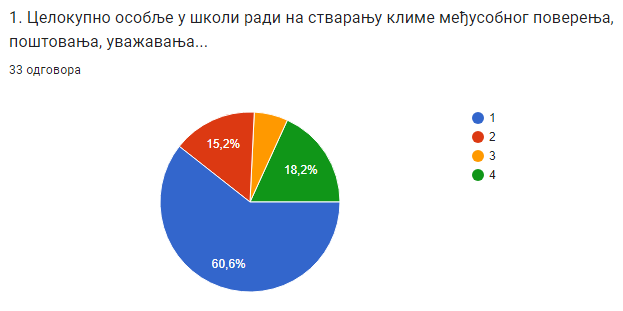 1. Целокупно особље у школи ради на стварању климе међусобног поверења,
поштовања, уважавања...
33 одговора
15,2%
18,2%
60,6%
1
2
3
4